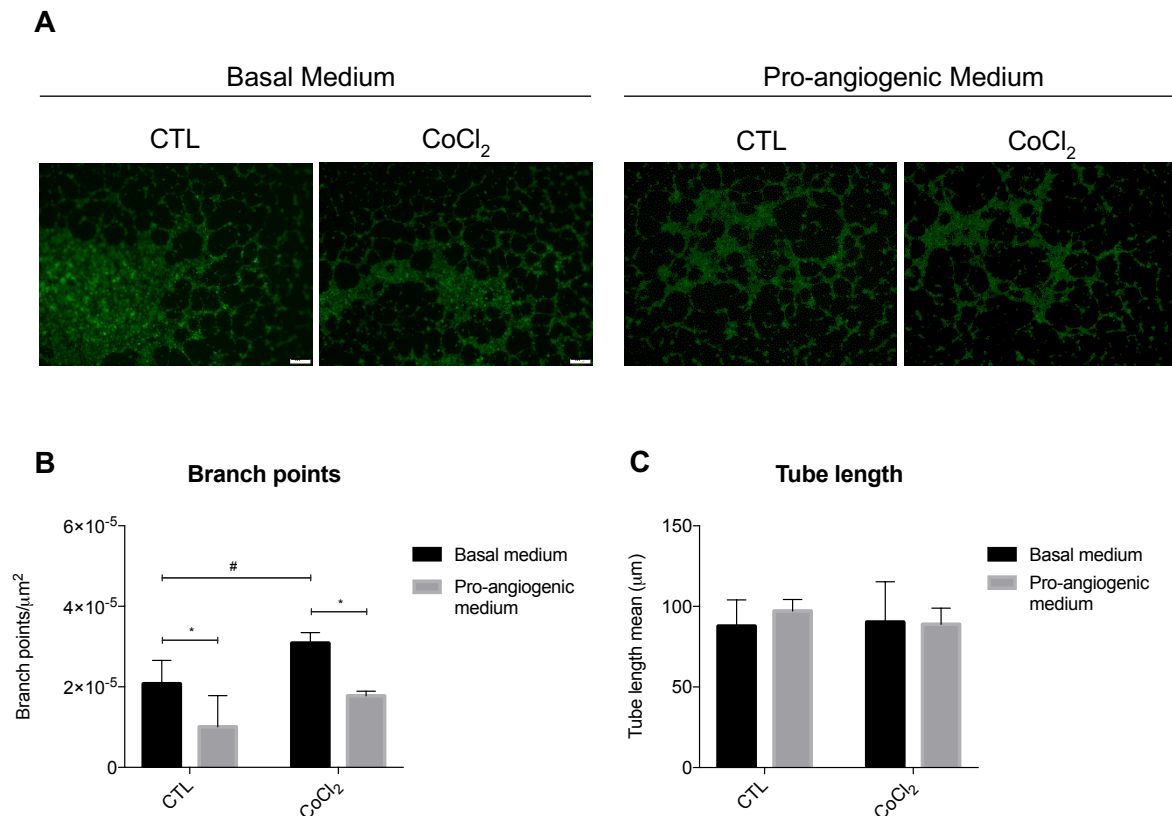 A
Basal Medium
Pro-angiogenic Medium
CTL
CoCl₂
CTL
CoCl₂
B
Branch points
6×10⁻⁵
4×10⁻⁵
2×10⁻⁵
0
Branch points/μm²
#
*
*
CTL
CoCl₂
Basal medium
Pro-angiogenic
medium
C
Tube length
150
100
50
0
Tube length mean (μm)
CTL
CoCl₂
Basal medium
Pro-angiogenic
medium